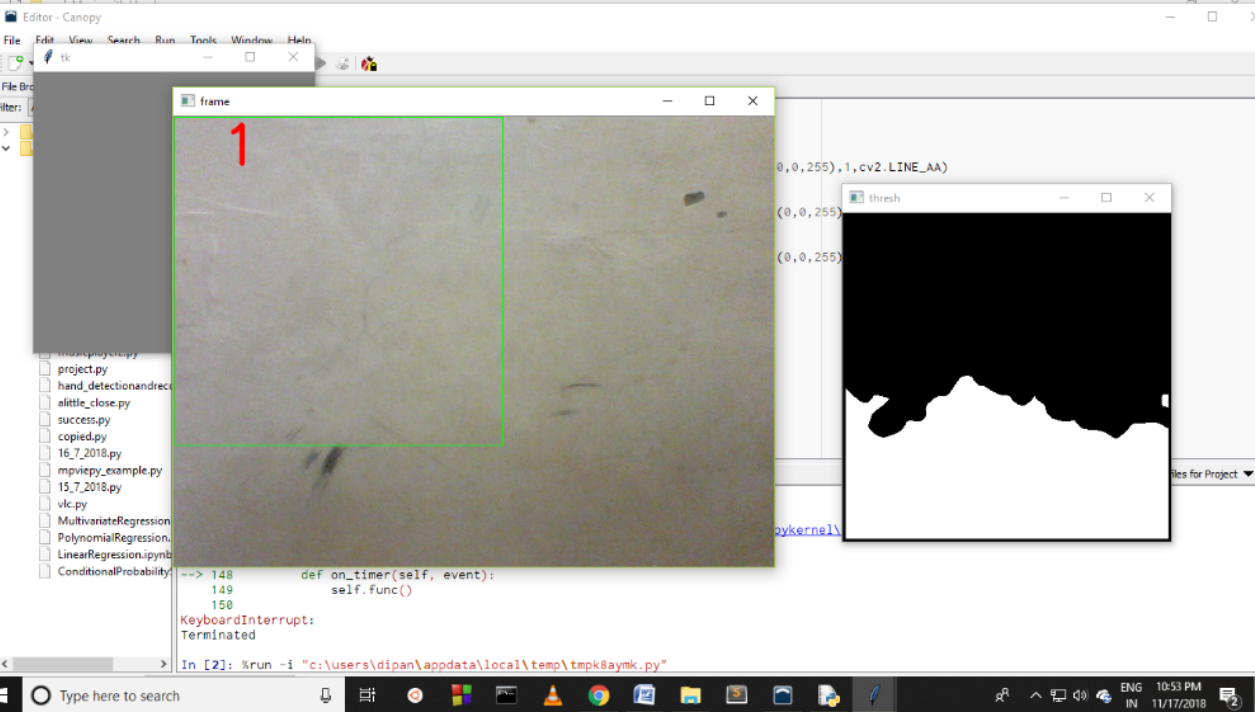 Editor - Canopy
File Edit View Search Run Tools Window Help
tk
File Bro
frame
1
0,0,255),1,cv2.LINE_AA)
thresh
(0,0,255)
(0,0,255)
project.py
hand_detectionandrec
alittle_close.py
success.py
copied.py
16_7_2018.py
mpviepy_example.py
15_7_2018.py
vlc.py
MultivariateRegression
PolynomialRegression.
LinearRegression.ipynb
ConditionalProbability
iles for Project
pykernel\
--> 148 def on_timer(self, event):
149 self.func()
150
KeyboardInterrupt:
Terminated
In [2]: %run -i "c:\users\dipan\appdata\local\temp\tmpk8aymk.py"
Type here to search
ENG
IN
10:53 PM
11/17/2018
2